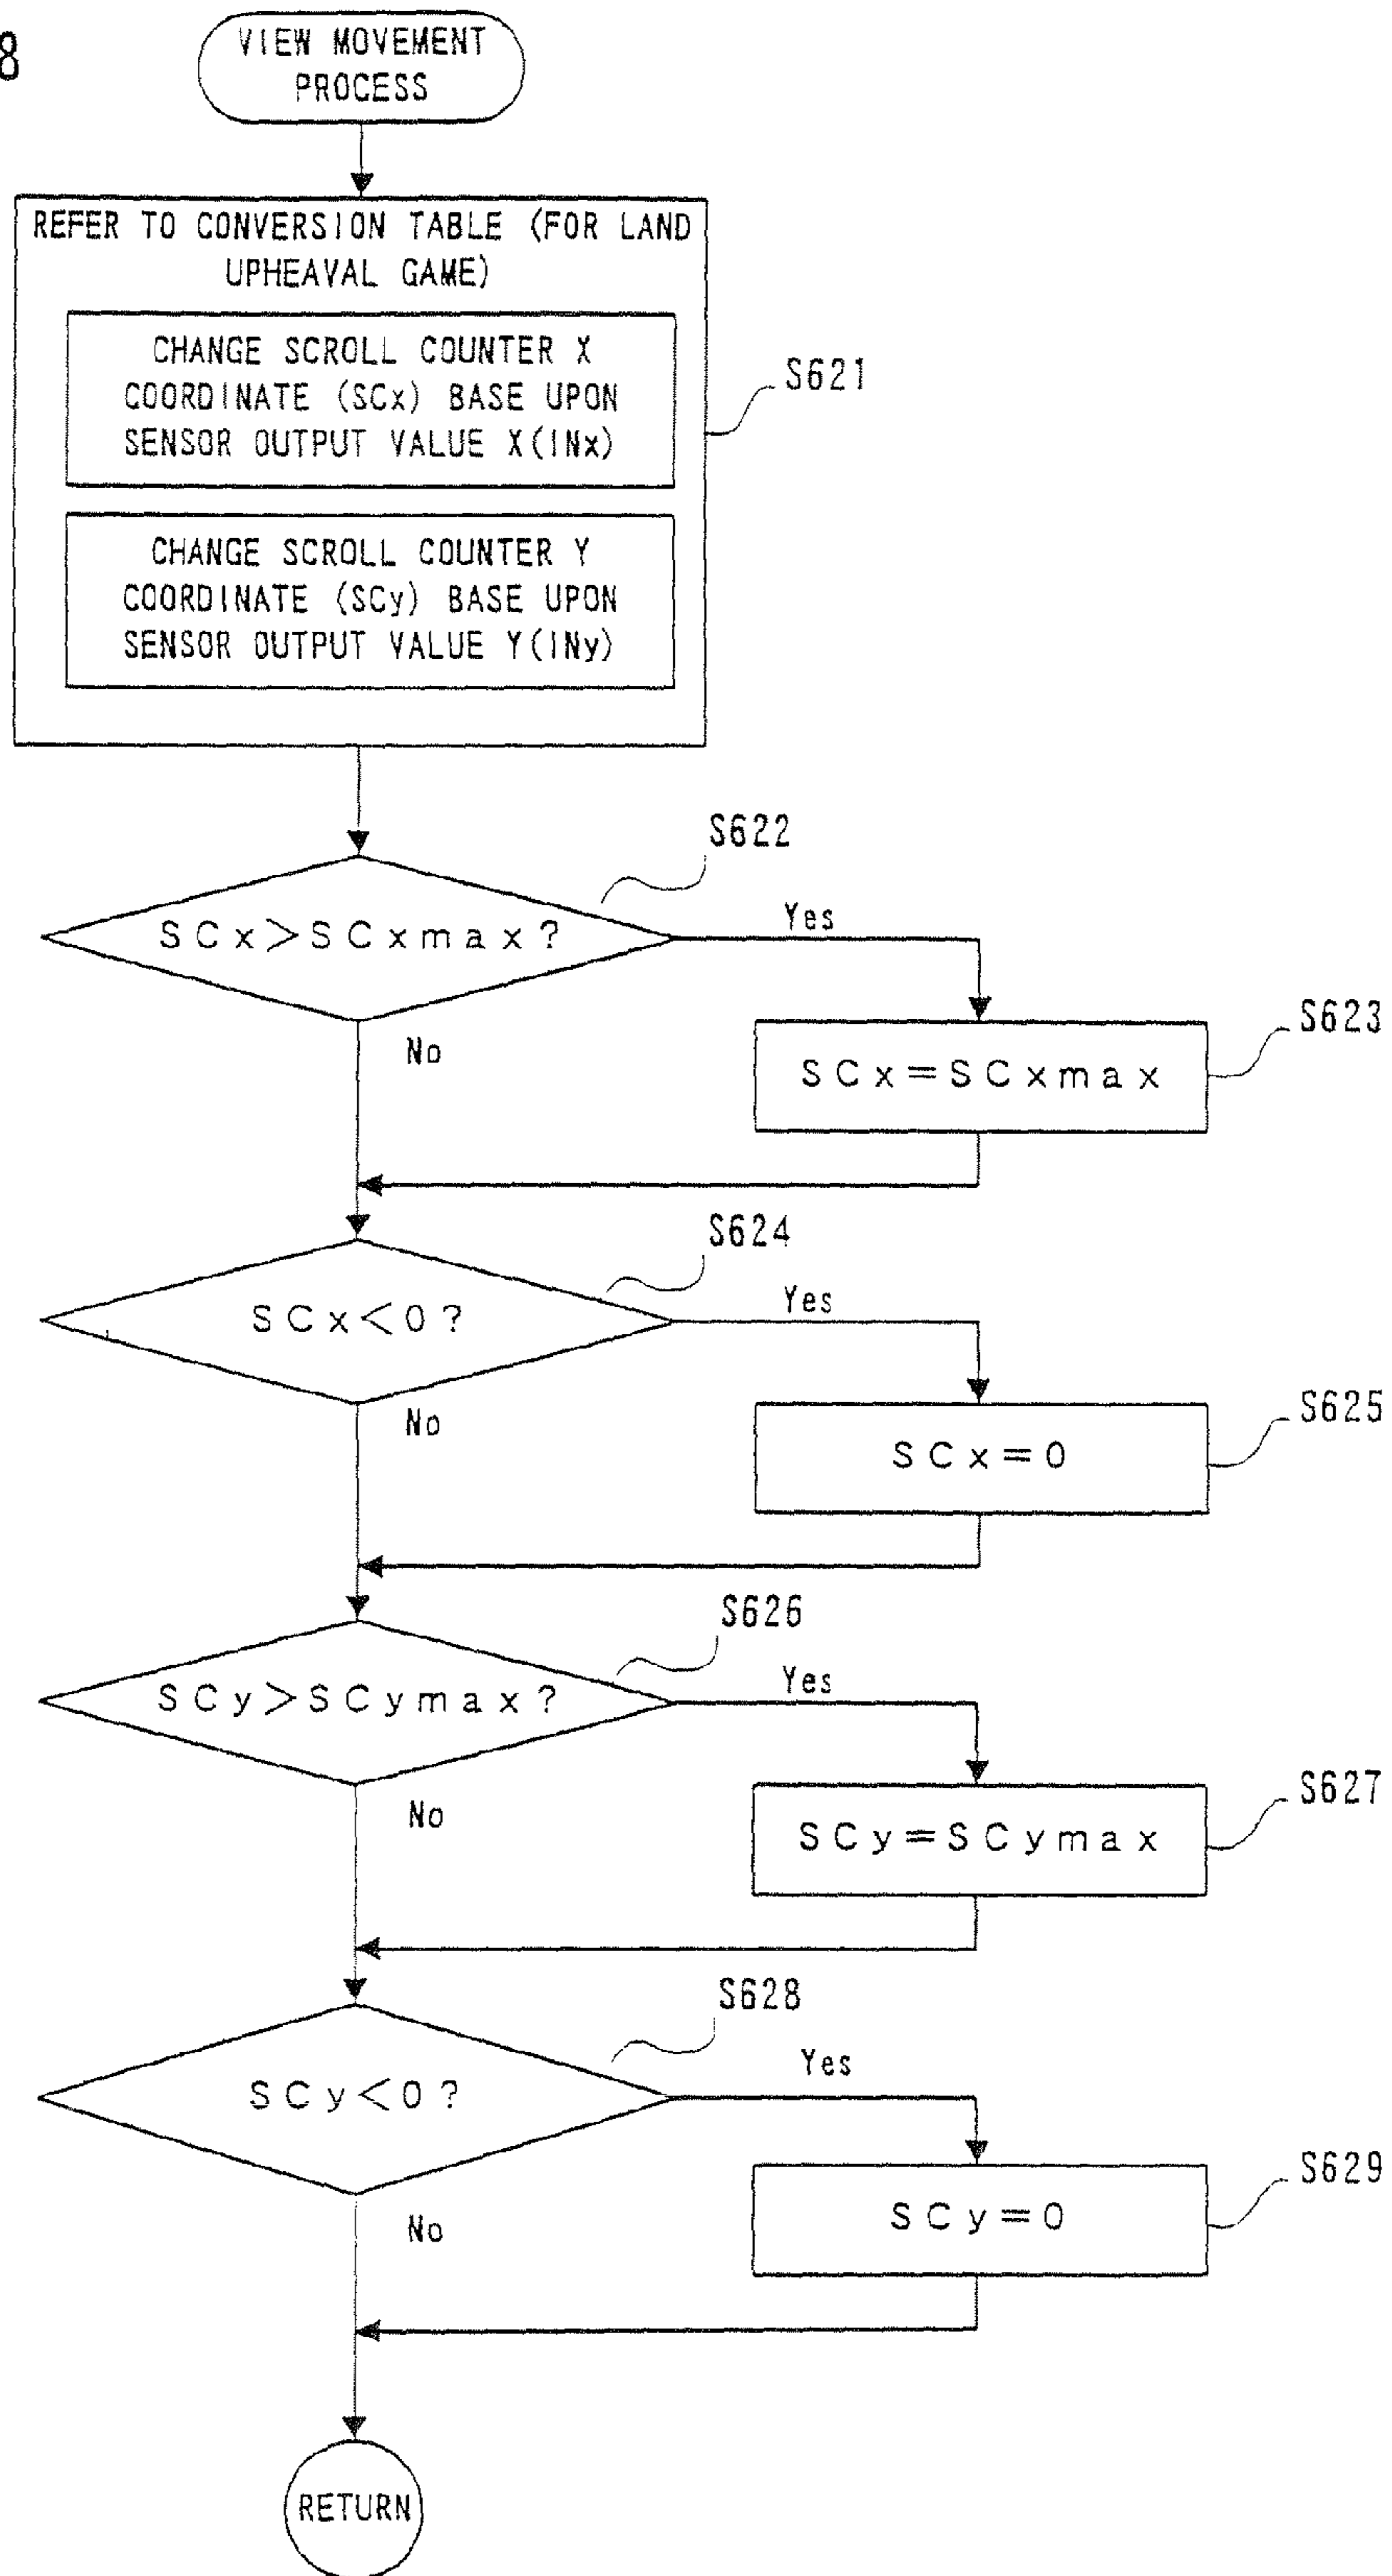 8
VIEW MOVEMENT
PROCESS
REFER TO CONVERSION TABLE (FOR LAND
UPHEAVAL GAME)
CHANGE SCROLL COUNTER X
COORDINATE (SCx) BASE UPON
SENSOR OUTPUT VALUE X(INx)
S621
CHANGE SCROLL COUNTER Y
COORDINATE (SCy) BASE UPON
SENSOR OUTPUT VALUE Y(INy)
S622
SCx>SCxmax?
Yes
No
S623
SCx=SCxmax
S624
SCx<0?
Yes
No
S625
SCx=0
S626
SCy>SCymax?
Yes
No
S627
SCy=SCymax
S628
SCy<0?
Yes
No
S629
SCy=0
RETURN